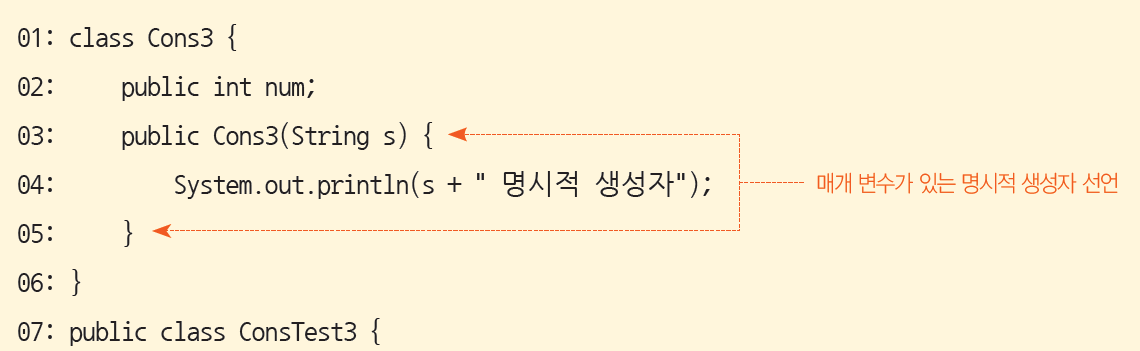 01: class Cons3 {
02:     public int num;
03:     public Cons3(String s) {
04:         System.out.println(s + " 명시적 생성자");
매개 변수가 있는 명시적 생성자 선언
05:     }
06: }
07: public class ConsTest3 {